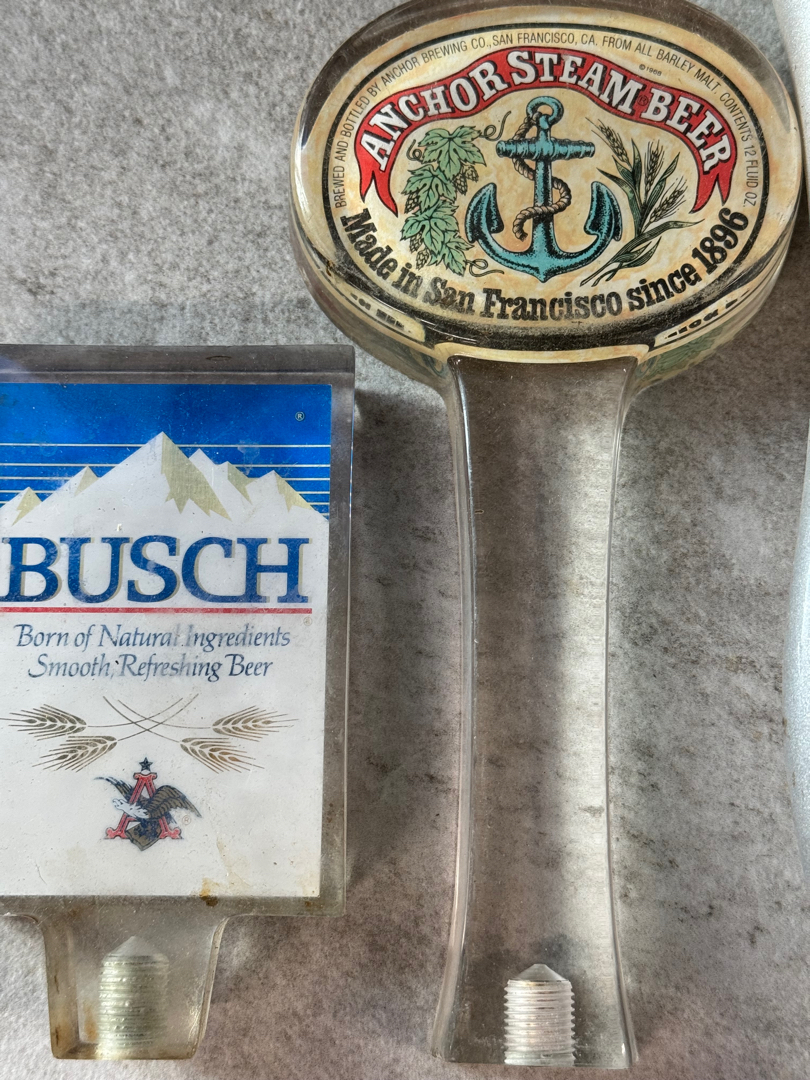 BREWED AND BOTTLED BY ANCHOR BREWING CO., SAN FRANCISCO, CA. FROM ALL BARLEY MALT. CONTENTS 12 FLUID OZ.
ANCHOR STEAM BEER
Made in San Francisco since 1896
®
BUSCH
Born of Natural Ingredients
Smooth, Refreshing Beer
A
®